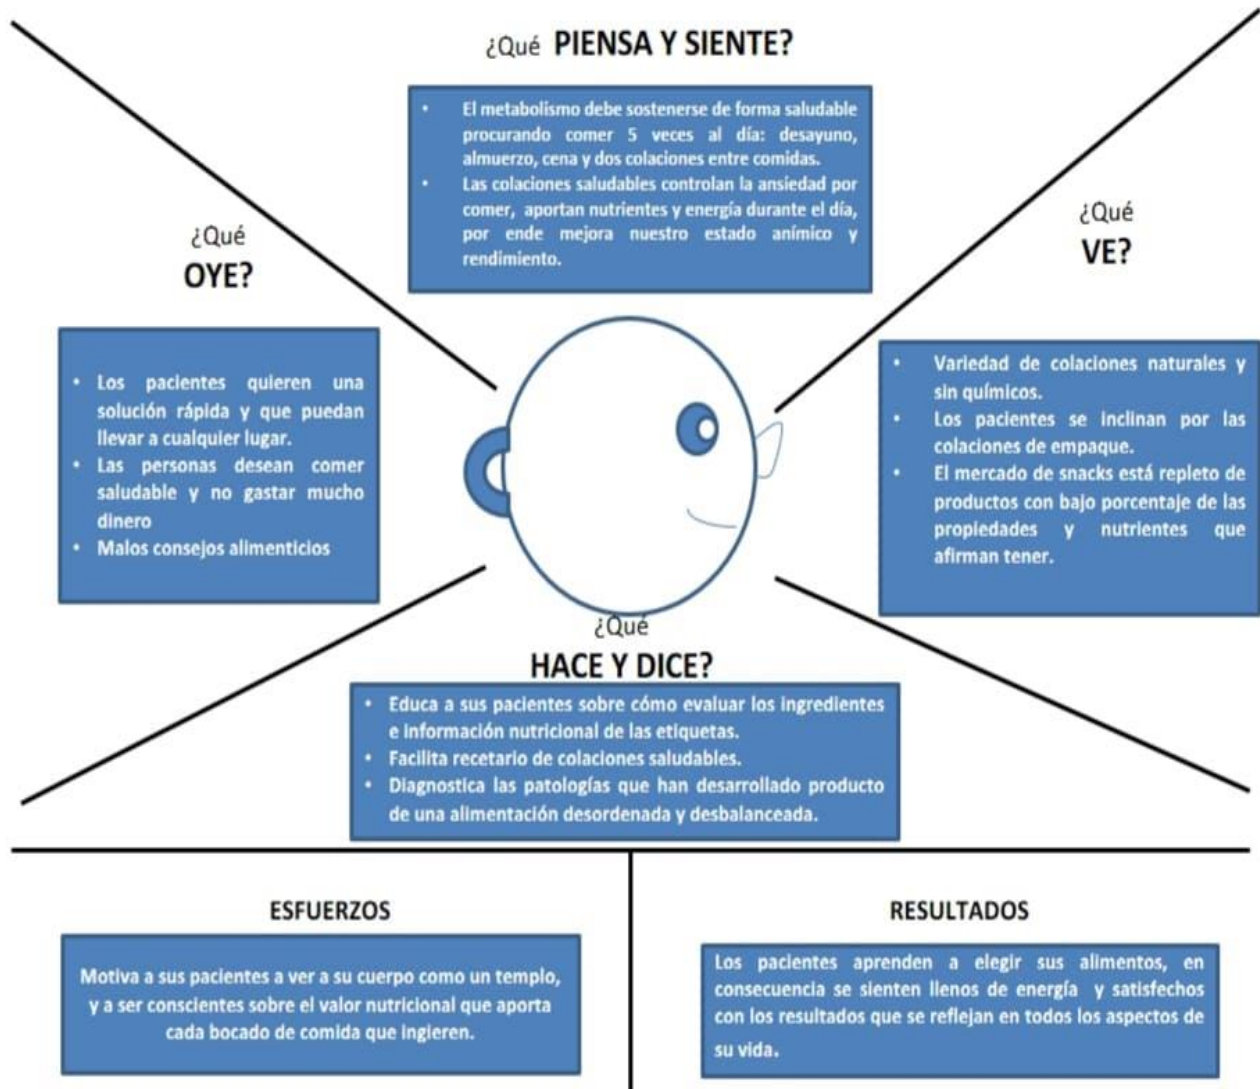 ¿Qué PIENSA Y SIENTE?
• El metabolismo debe sostenerse de forma saludable
procurando comer 5 veces al día: desayuno,
almuerzo, cena y dos colaciones entre comidas.
• Las colaciones saludables controlan la ansiedad por
comer, aportan nutrientes y energía durante el día,
por ende mejora nuestro estado anímico y
rendimiento.
¿Qué
OYE?
• Los pacientes quieren una
solución rápida y que puedan
llevar a cualquier lugar.
• Las personas desean comer
saludable y no gastar mucho
dinero
• Malos consejos alimenticios
¿Qué
VE?
• Variedad de colaciones naturales y
sin químicos.
• Los pacientes se inclinan por las
colaciones de empaque.
• El mercado de snacks está repleto de
productos con bajo porcentaje de las
propiedades y nutrientes que
afirman tener.
¿Qué
HACE Y DICE?
• Educa a sus pacientes sobre cómo evaluar los ingredientes
e información nutricional de las etiquetas.
• Facilita recetario de colaciones saludables.
• Diagnostica las patologías que han desarrollado producto
de una alimentación desordenada y desbalanceada.
ESFUERZOS
Motiva a sus pacientes a ver a su cuerpo como un templo,
y a ser conscientes sobre el valor nutricional que aporta
cada bocado de comida que ingieren.
RESULTADOS
Los pacientes aprenden a elegir sus alimentos, en
consecuencia se sienten llenos de energía y satisfechos
con los resultados que se reflejan en todos los aspectos de
su vida.